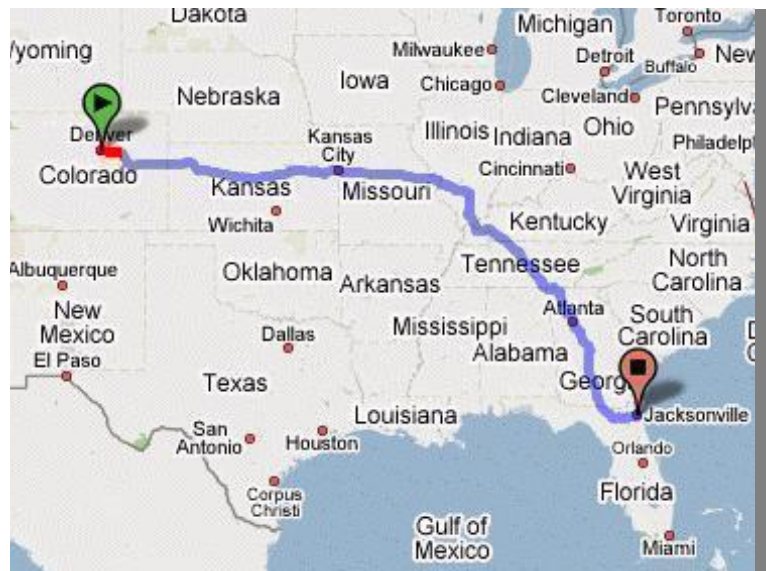 Dakota
Michigan
Toronto
Wyoming
Milwaukee
Detroit
Buffalo
New
Iowa
Chicago
Cleveland
Nebraska
Pennsylv
Denver
Kansas
City
Illinois
Indiana
Ohio
Philadelp
Colorado
Cincinnati
West
Virginia
Kansas
Missouri
Wichita
Kentucky
Virginia
Albuquerque
Oklahoma
Arkansas
Tennessee
North
Carolina
New
Mexico
Atlanta
South
Carolina
Dallas
Mississippi
Alabama
El Paso
Texas
Georgi
Louisiana
Jacksonville
San
Antonio
Houston
Orlando
Corpus
Christi
Florida
Gulf of
Mexico
Miami